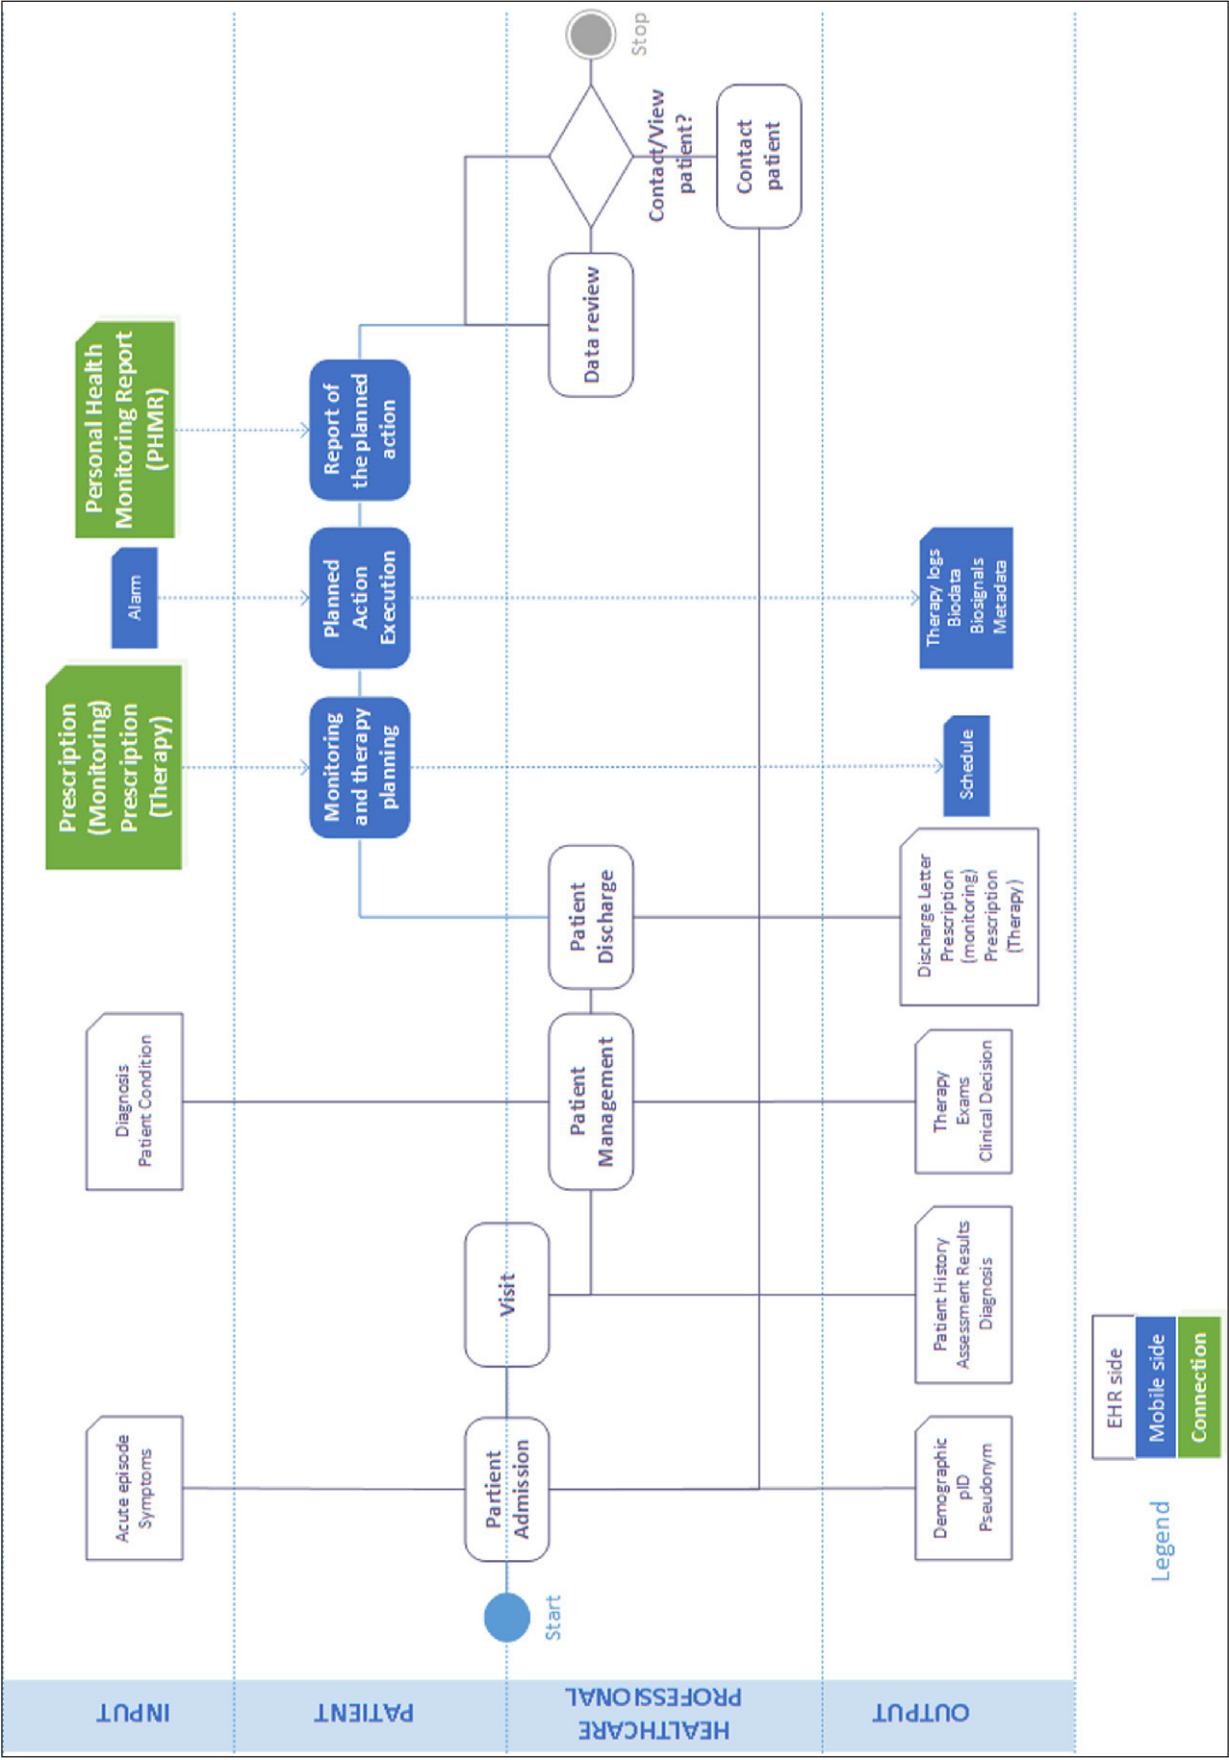 INPUT
PATIENT
HEALTHCARE
PROFESSIONAL
OUTPUT
Acute episode
Symptoms
Diagnosis
Patient Condition
Prescription
(Monitoring)
Prescription
(Therapy)
Alarm
Personal Health
Monitoring Report
(PHMR)
Monitoring
and therapy
planning
Planned
Action
Execution
Report of
the planned
action
Start
Partient
Admission
Visit
Patient
Management
Patient
Discharge
Data review
Contact/View
patient?
Stop
Contact
patient
Demographic
pID
Pseudonym
Patient History
Assessment Results
Diagnosis
Therapy
Exams
Clinical Decision
Discharge Letter
Prescription
(monitoring)
Prescription
(Therapy)
Schedule
Therapy logs
Biodata
Biosignals
Metadata
Legend
EHR side
Mobile side
Connection